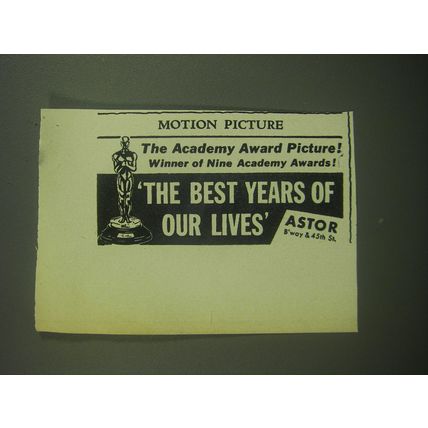 MOTION PICTURE
The Academy Award Picture!
Winner of Nine Academy Awards!
'THE BEST YEARS OF
OUR LIVES'
ASTOR
B'way & 45th St.